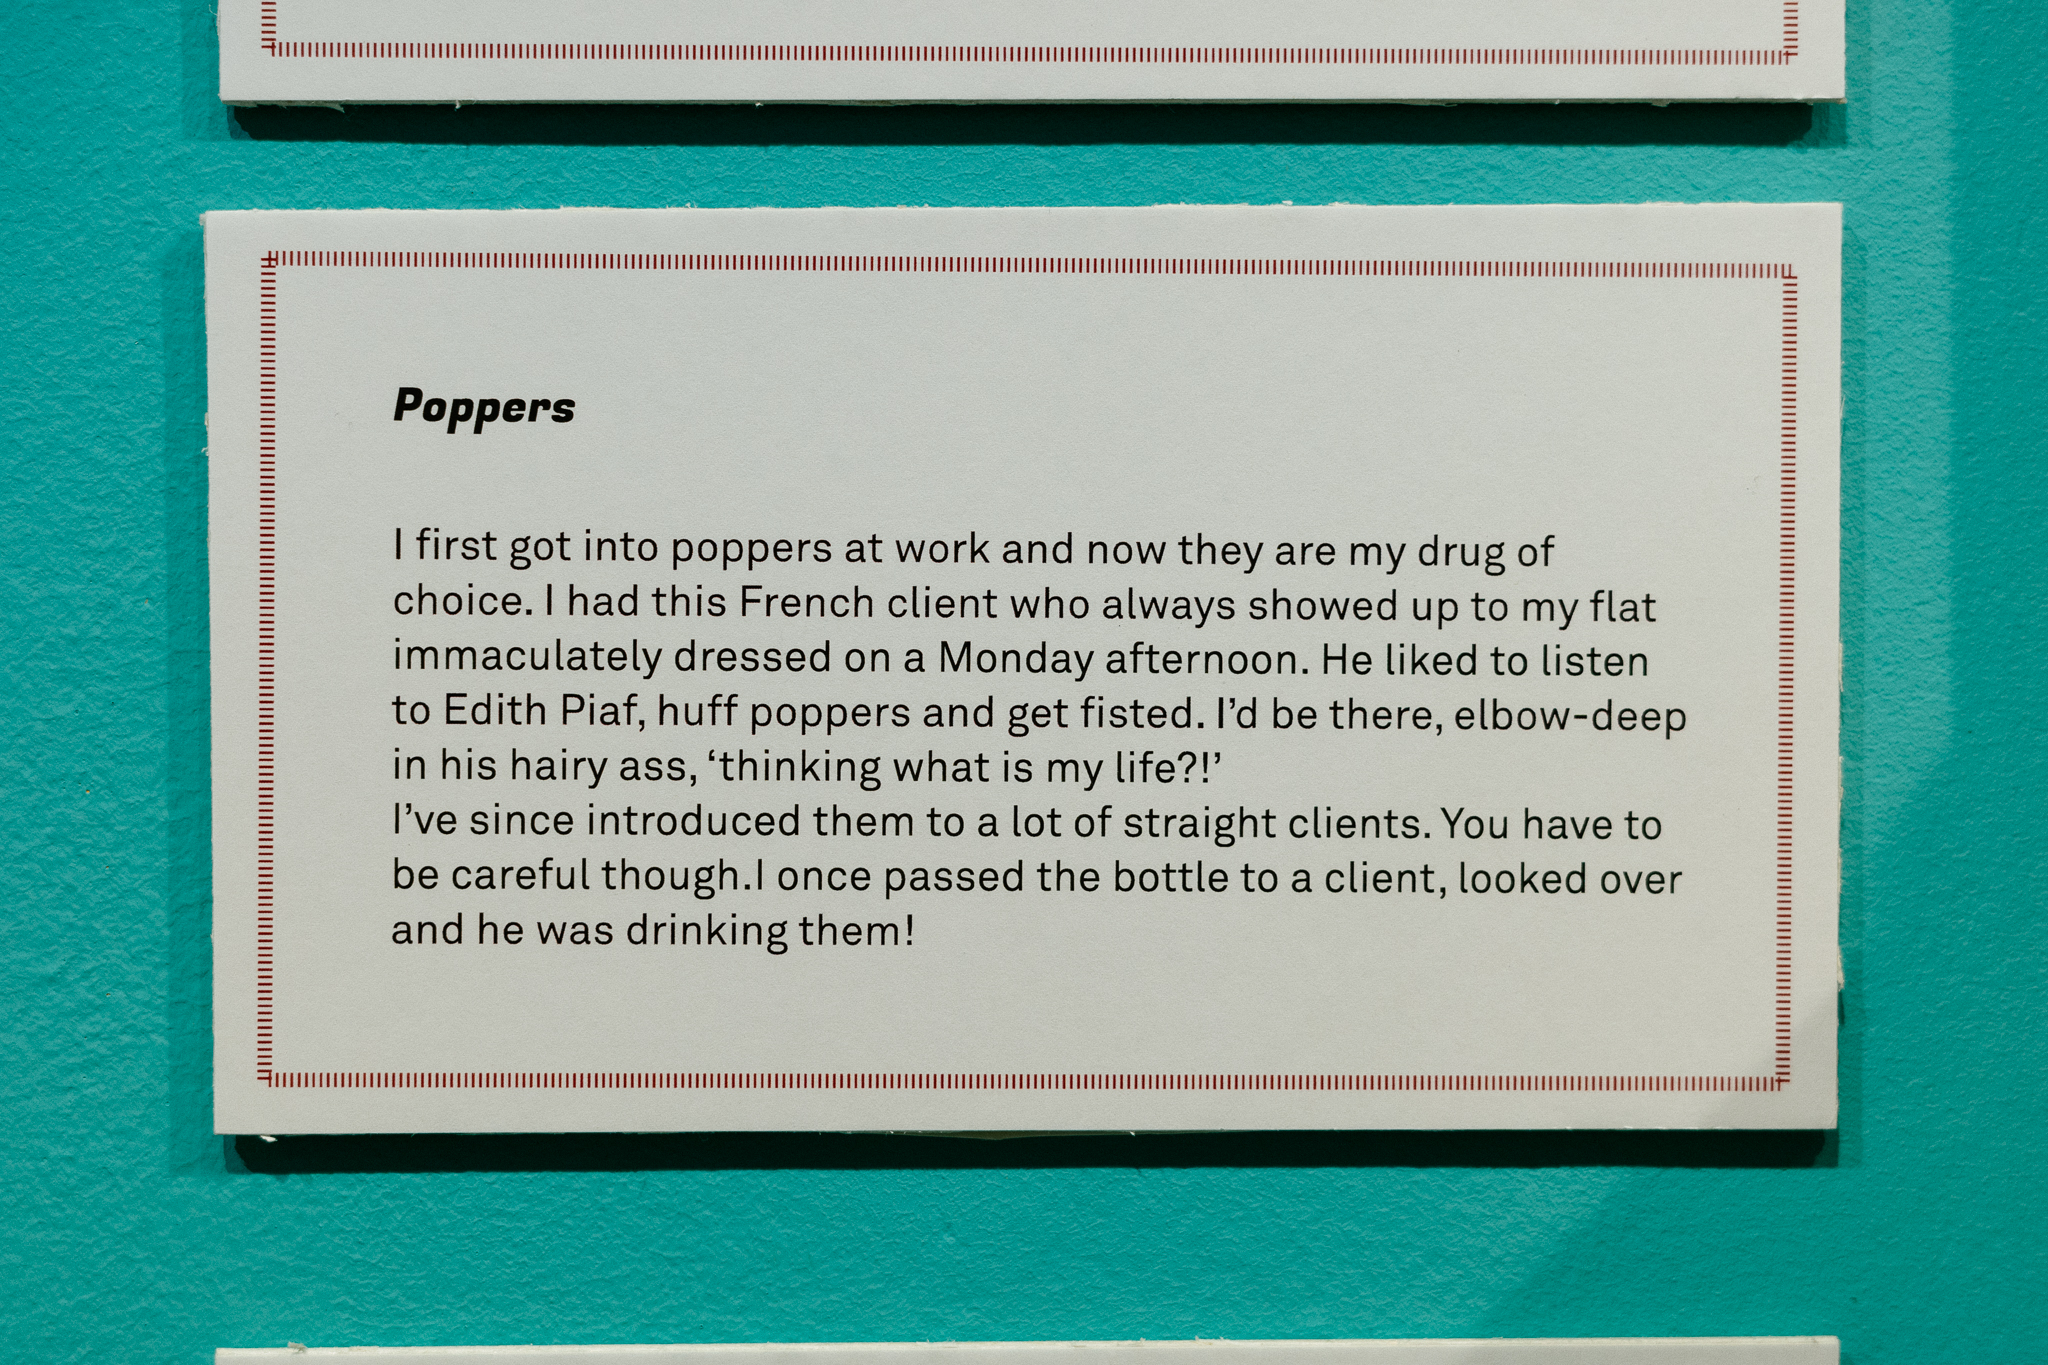 Poppers
I first got into poppers at work and now they are my drug of
choice. I had this French client who always showed up to my flat
immaculately dressed on a Monday afternoon. He liked to listen
to Edith Piaf, huff poppers and get fisted. I’d be there, elbow-deep
in his hairy ass, ‘thinking what is my life?!’
I’ve since introduced them to a lot of straight clients. You have to
be careful though.I once passed the bottle to a client, looked over
and he was drinking them!